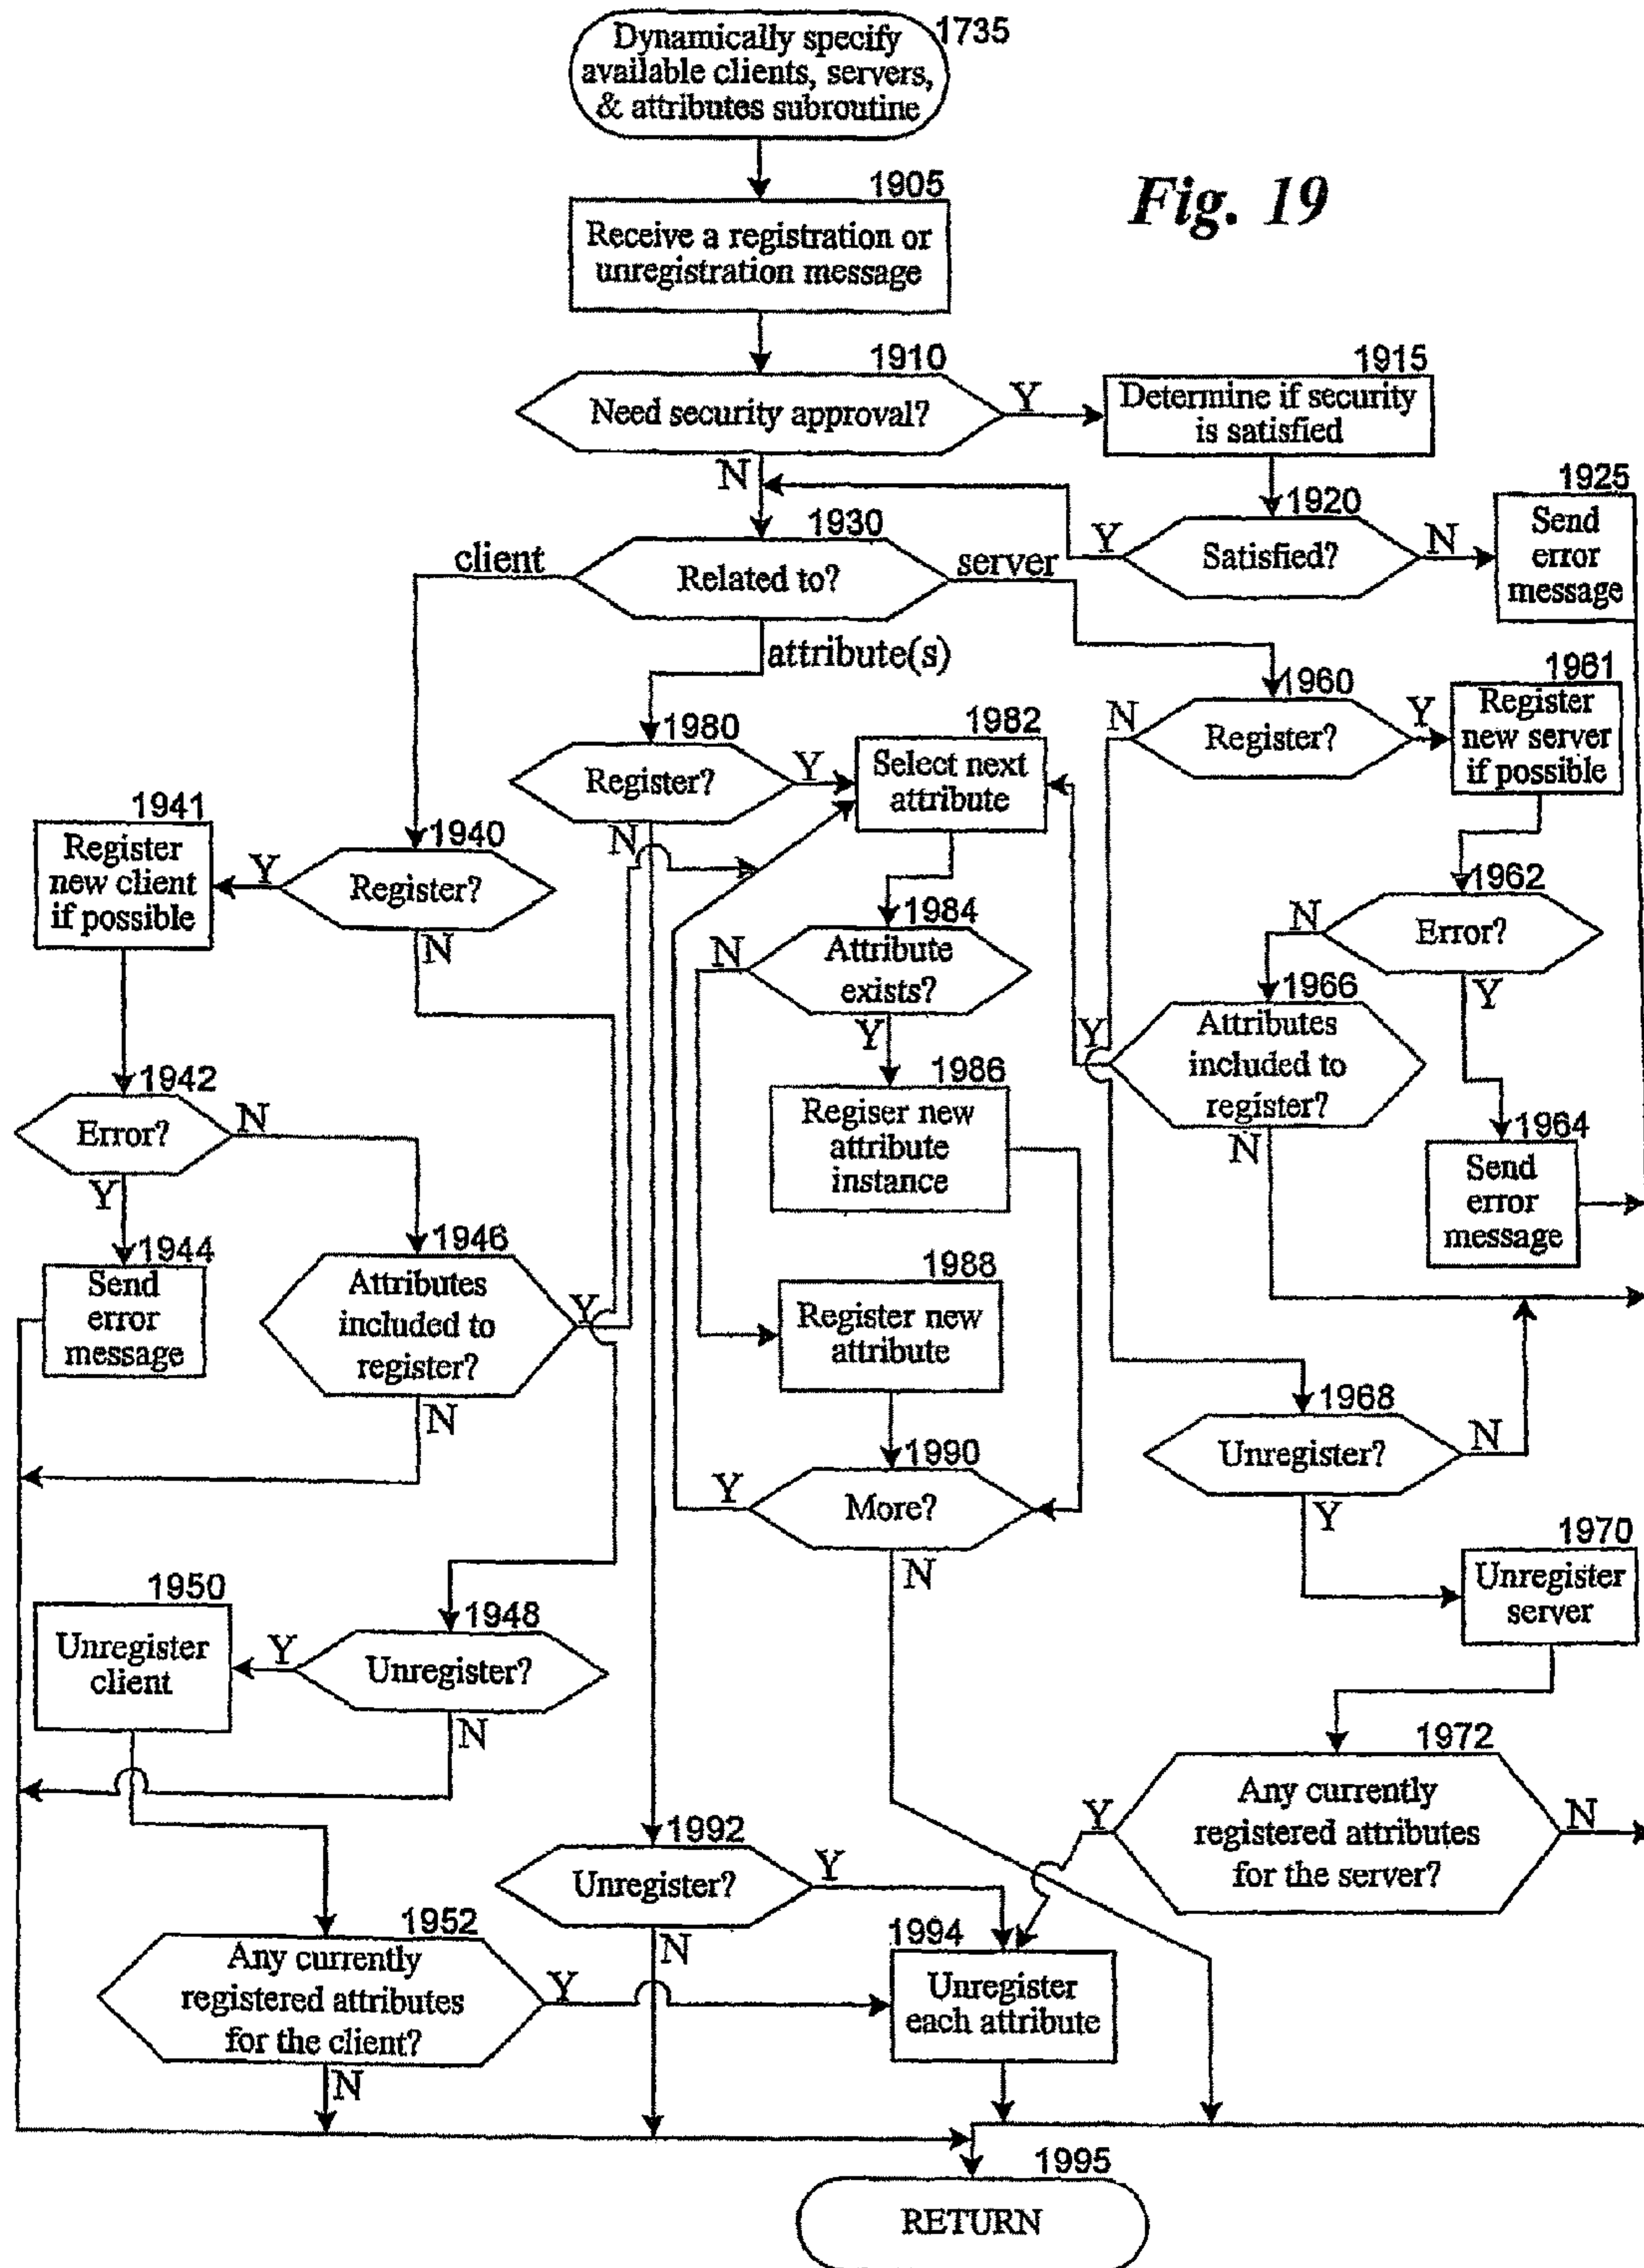 1735
Dynamically specify
available clients, servers,
& attributes subroutine
Fig. 19
1905
Receive a registration or
unregistration message
1910
Need security approval?
Y
N
1915
Determine if security
is satisfied
1920
Satisfied?
Y
N
1925
Send
error
message
1930
Related to?
client
server
attribute(s)
1960
Register?
N
Y
1961
Register
new server
if possible
1980
Register?
Y
N
1982
Select next
attribute
1941
Register
new client
if possible
1940
Register?
Y
N
1962
Error?
N
Y
1984
Attribute
exists?
N
Y
1966
Attributes
included to
register?
Y
N
1986
Regiser new
attribute
instance
1942
Error?
N
Y
1964
Send
error
message
1944
Send
error
message
1946
Attributes
included to
register?
Y
N
1988
Register new
attribute
1968
Unregister?
N
Y
1990
More?
Y
N
1970
Unregister
server
1950
Unregister
client
1948
Unregister?
Y
N
1972
Any currently
registered attributes
for the server?
Y
N
1992
Unregister?
Y
N
1952
Any currently
registered attributes
for the client?
Y
N
1994
Unregister
each attribute
1995
RETURN